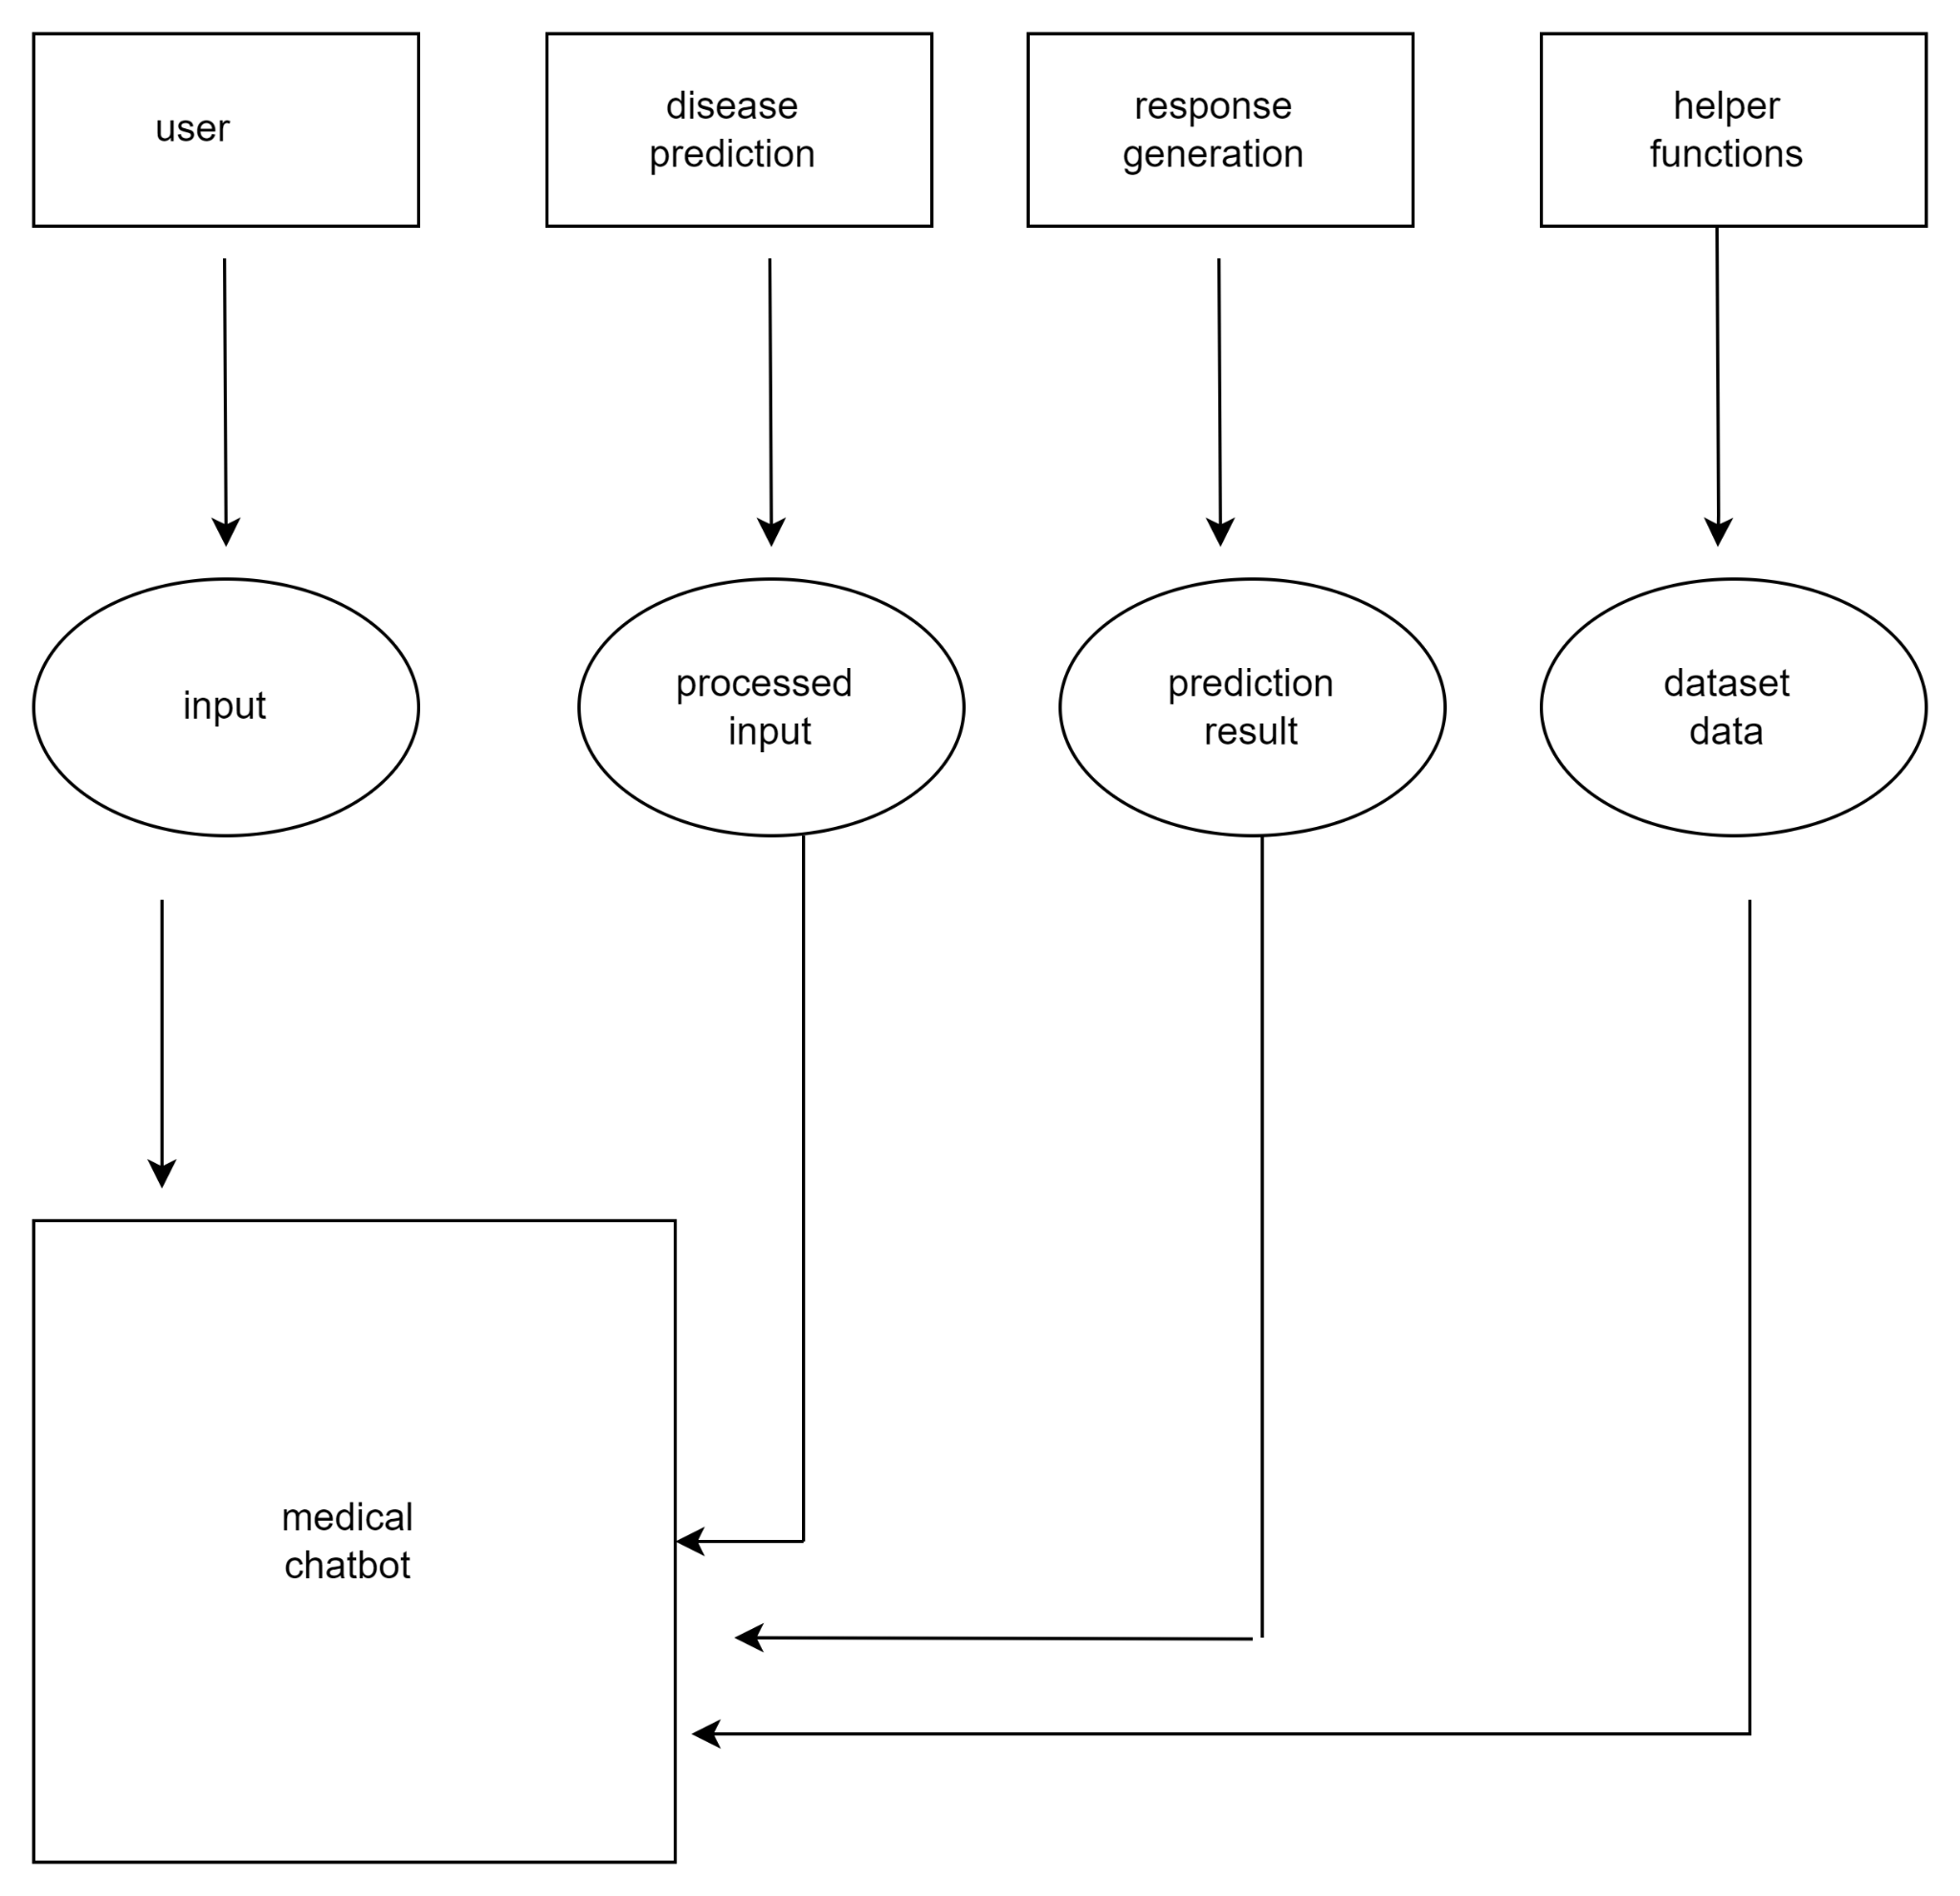 user
disease
prediction
response
generation
helper
functions
input
processed
input
prediction
result
dataset
data
medical
chatbot